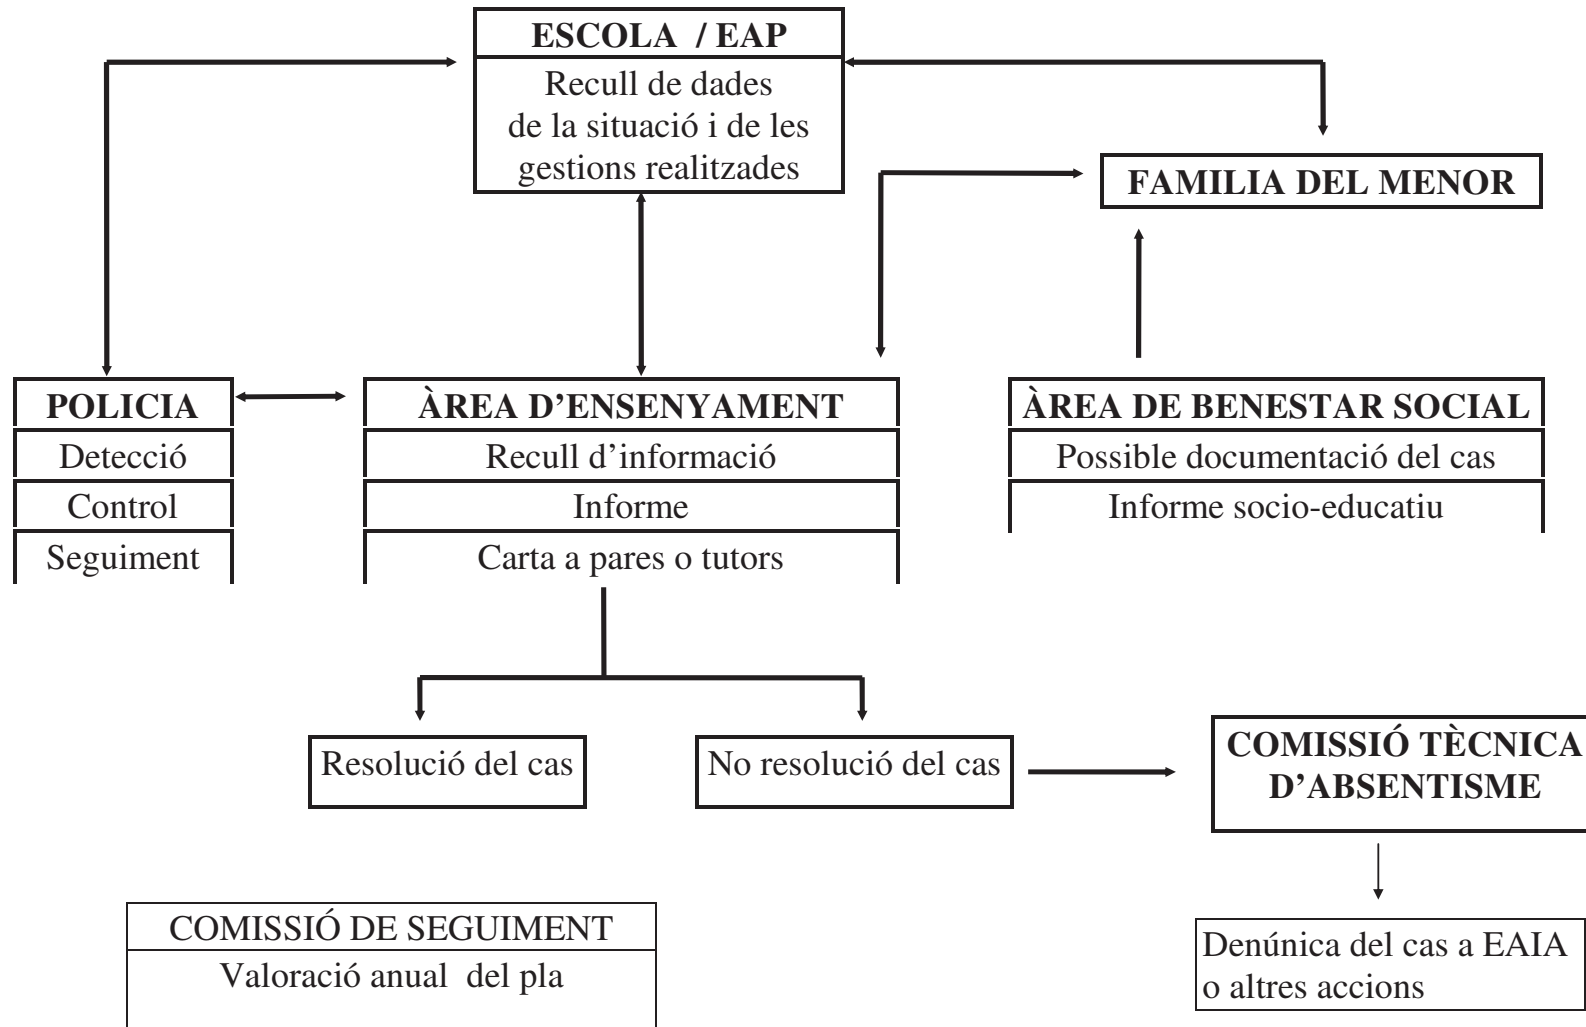 ESCOLA / EAP
Recull de dades
de la situació i de les
gestions realitzades
FAMILIA DEL MENOR
POLICIA
Detecció
Control
Seguiment
ÀREA D’ENSENYAMENT
Recull d’informació
Informe
Carta a pares o tutors
ÀREA DE BENESTAR SOCIAL
Possible documentació del cas
Informe socio-educatiu
Resolució del cas
No resolució del cas
COMISSIÓ TÈCNICA
D’ABSENTISME
COMISSIÓ DE SEGUIMENT
Valoració anual del pla
Denúnica del cas a EAIA
o altres accions